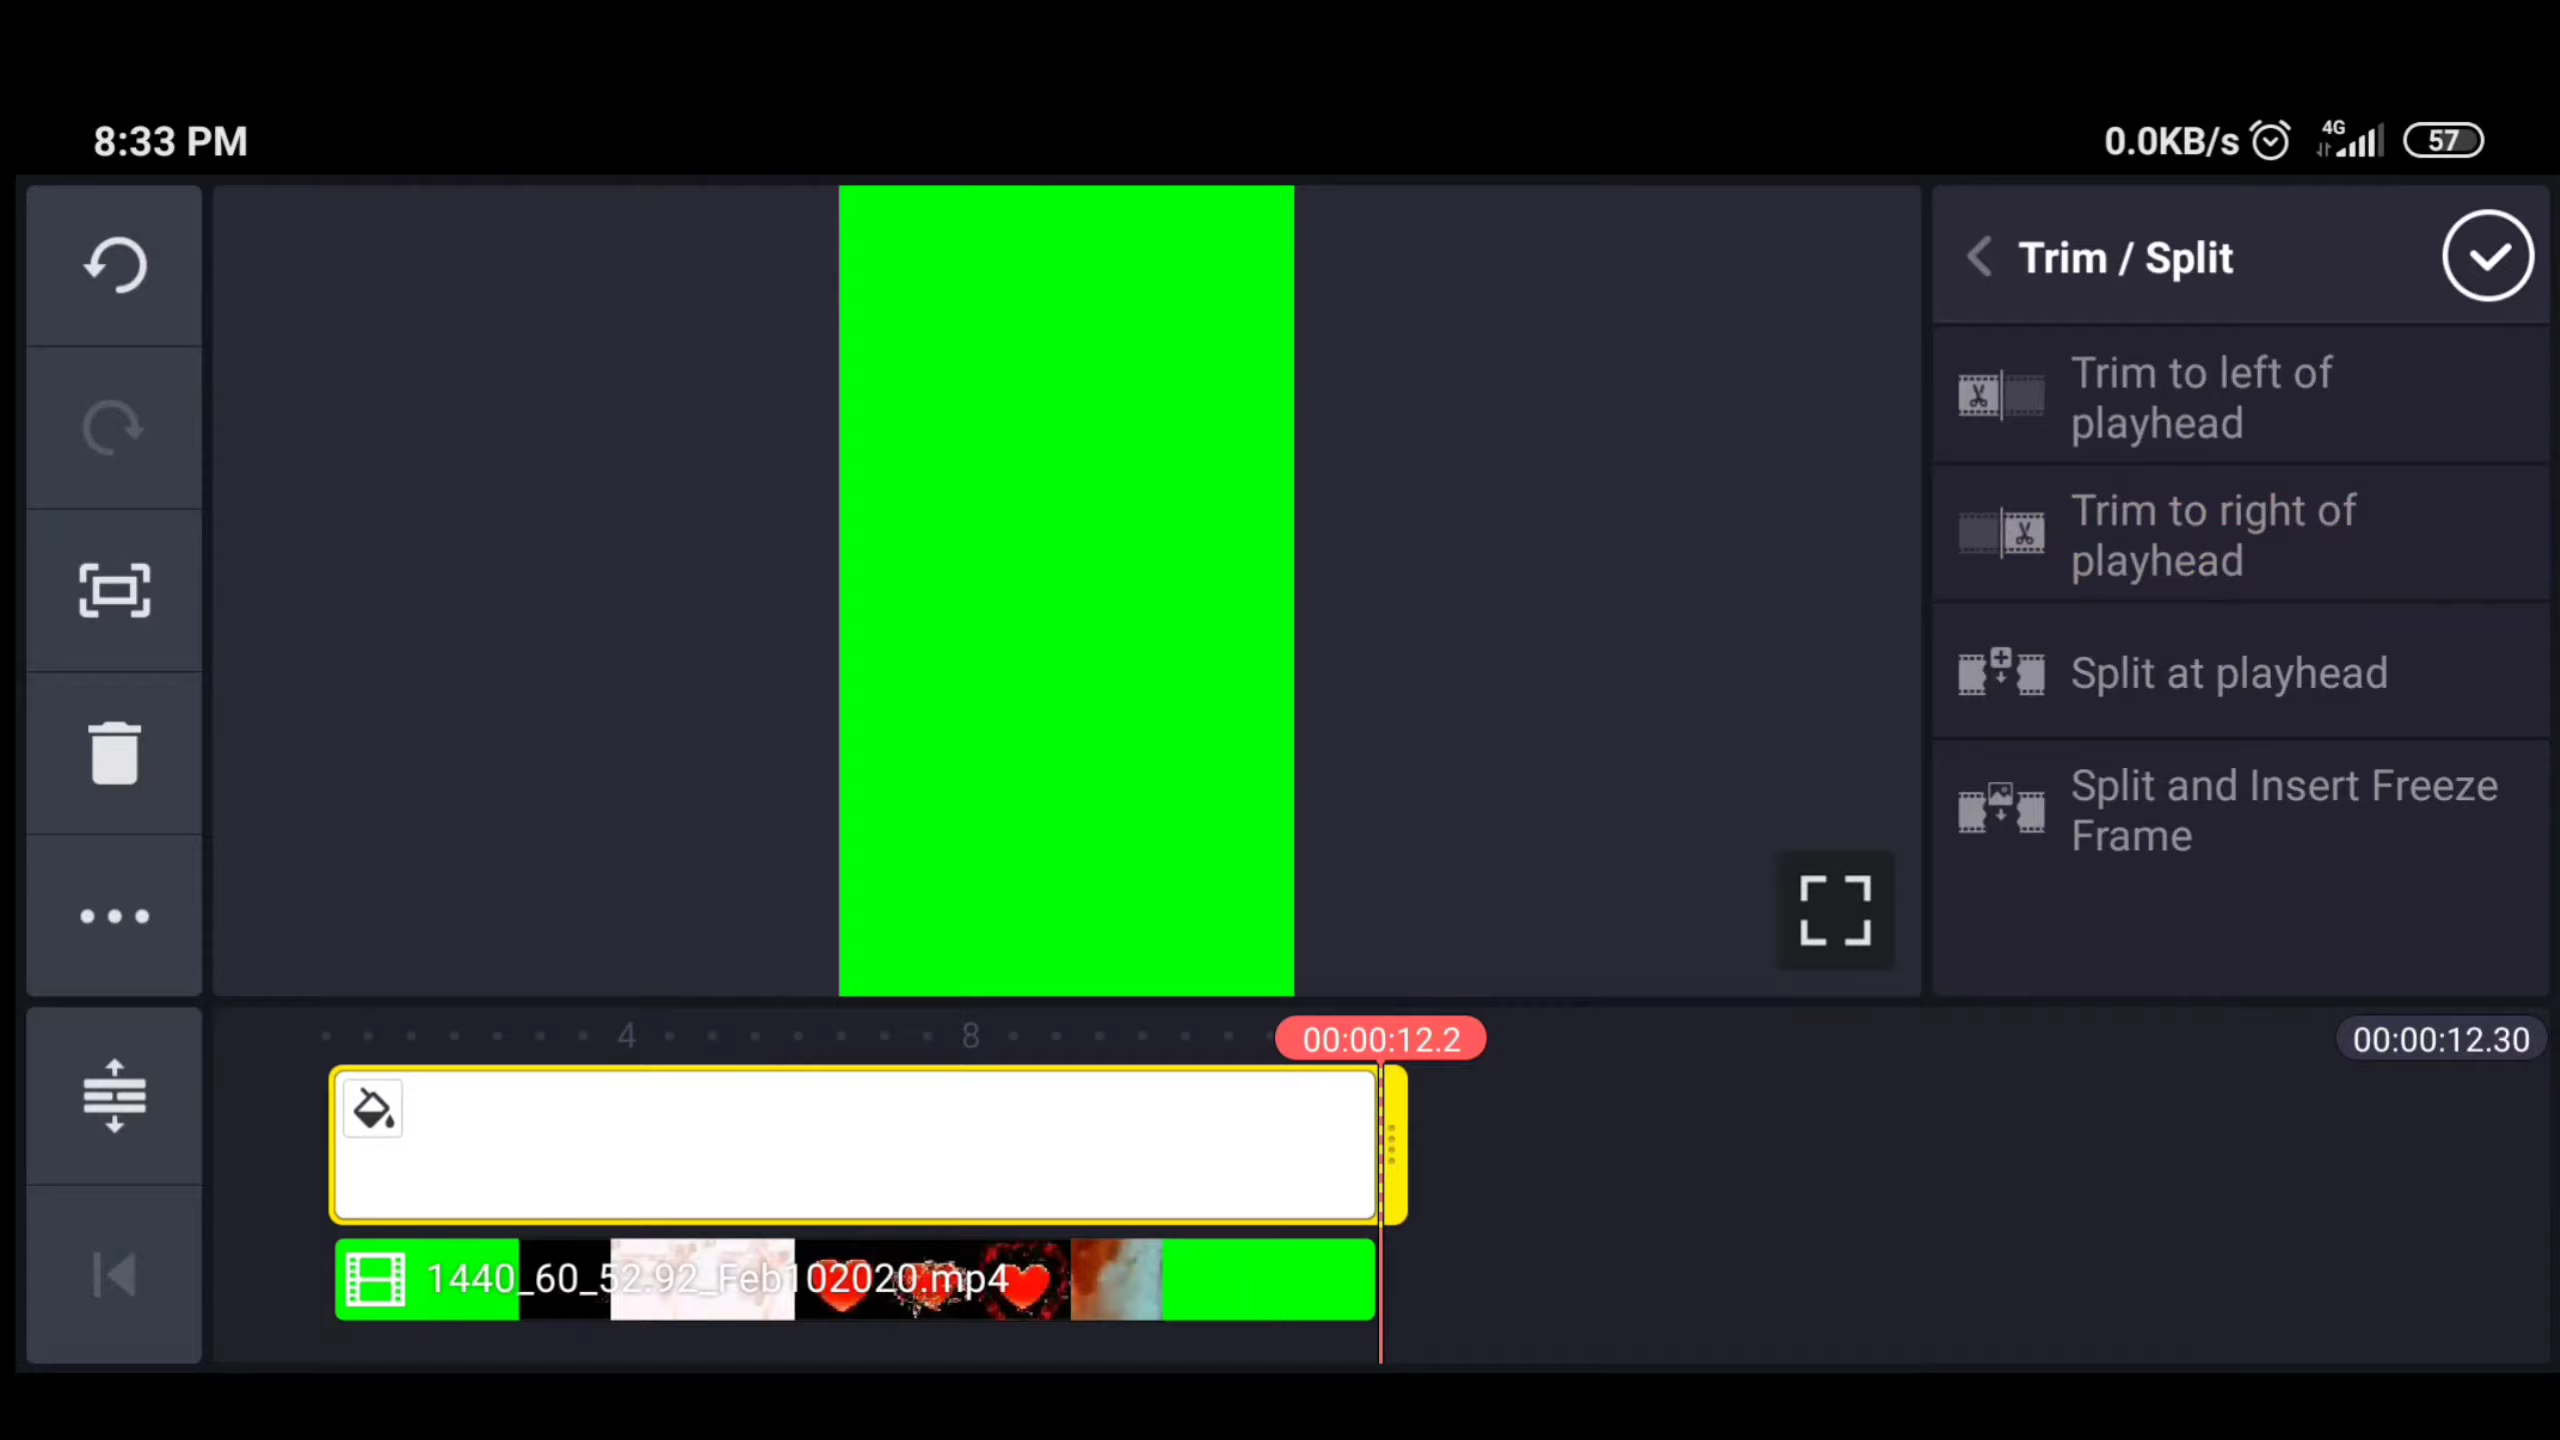 8:33 PM
0.0KB/s
4G
57
Trim / Split
Trim to left of
playhead
Trim to right of
playhead
Split at playhead
Split and Insert Freeze
Frame
4
8
00:00:12.2
00:00:12.30
1440_60_52.92_Feb102020.mp4